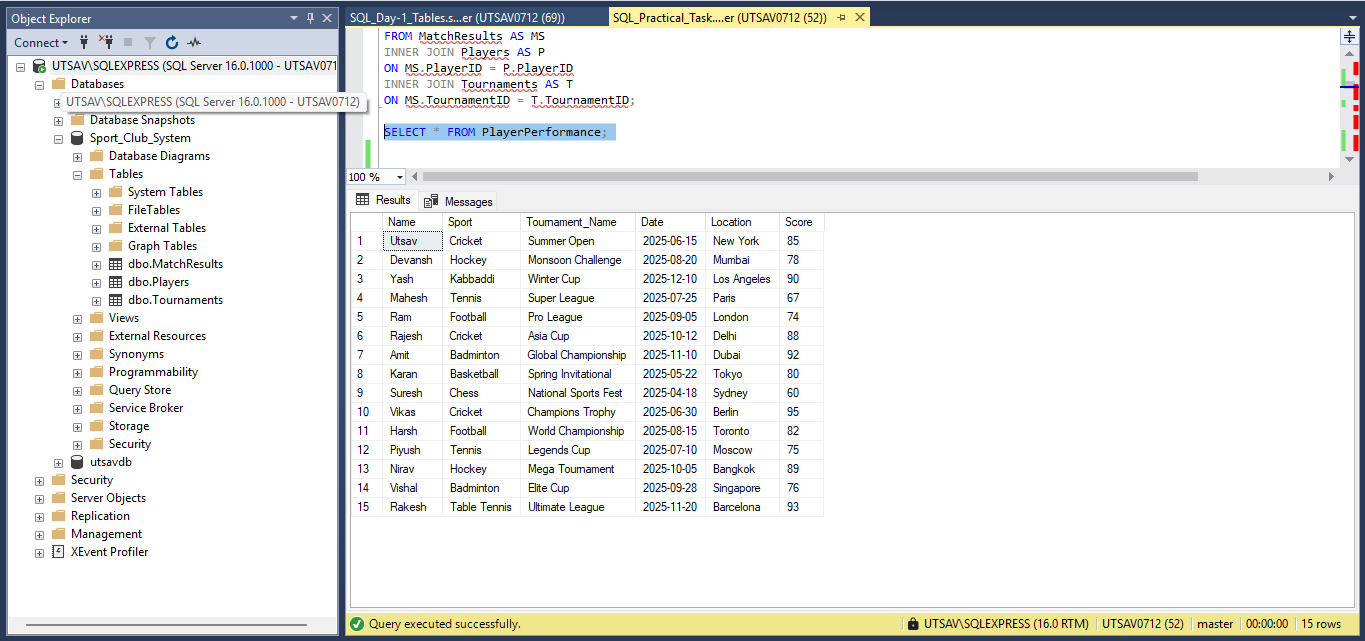 Object Explorer
Connect
UTSAV\SQLEXPRESS (SQL Server 16.0.1000 - UTSAV071
Databases
UTSAV\SQLEXPRESS (SQL Server 16.0.1000 - UTSAV0712)
Database Snapshots
Sport_Club_System
Database Diagrams
Tables
System Tables
FileTables
External Tables
Graph Tables
dbo.MatchResults
dbo.Players
dbo.Tournaments
Views
External Resources
Synonyms
Programmability
Query Store
Service Broker
Storage
Security
utsavdb
Security
Server Objects
Replication
Management
XEvent Profiler
SQL_Day-1_Tables.s...er (UTSAV0712 (69)) SQL_Practical_Task....er (UTSAV0712 (52))
FROM MatchResults AS MS
INNER JOIN Players AS P
ON MS.PlayerID = P.PlayerID
INNER JOIN Tournaments AS T
ON MS.TournamentID = T.TournamentID;
SELECT * FROM PlayerPerformance;
100 %
Results Messages
Name Sport Tournament_Name Date Location Score
1 Utsav Cricket Summer Open 2025-06-15 New York 85
2 Devansh Hockey Monsoon Challenge 2025-08-20 Mumbai 78
3 Yash Kabbaddi Winter Cup 2025-12-10 Los Angeles 90
4 Mahesh Tennis Super League 2025-07-25 Paris 67
5 Ram Football Pro League 2025-09-05 London 74
6 Rajesh Cricket Asia Cup 2025-10-12 Delhi 88
7 Amit Badminton Global Championship 2025-11-10 Dubai 92
8 Karan Basketball Spring Invitational 2025-05-22 Tokyo 80
9 Suresh Chess National Sports Fest 2025-04-18 Sydney 60
10 Vikas Cricket Champions Trophy 2025-06-30 Berlin 95
11 Harsh Football World Championship 2025-08-15 Toronto 82
12 Piyush Tennis Legends Cup 2025-07-10 Moscow 75
13 Nirav Hockey Mega Tournament 2025-10-05 Bangkok 89
14 Vishal Badminton Elite Cup 2025-09-28 Singapore 76
15 Rakesh Table Tennis Ultimate League 2025-11-20 Barcelona 93
Query executed successfully. UTSAV\SQLEXPRESS (16.0 RTM) UTSAV0712 (52) master 00:00:00 15 rows